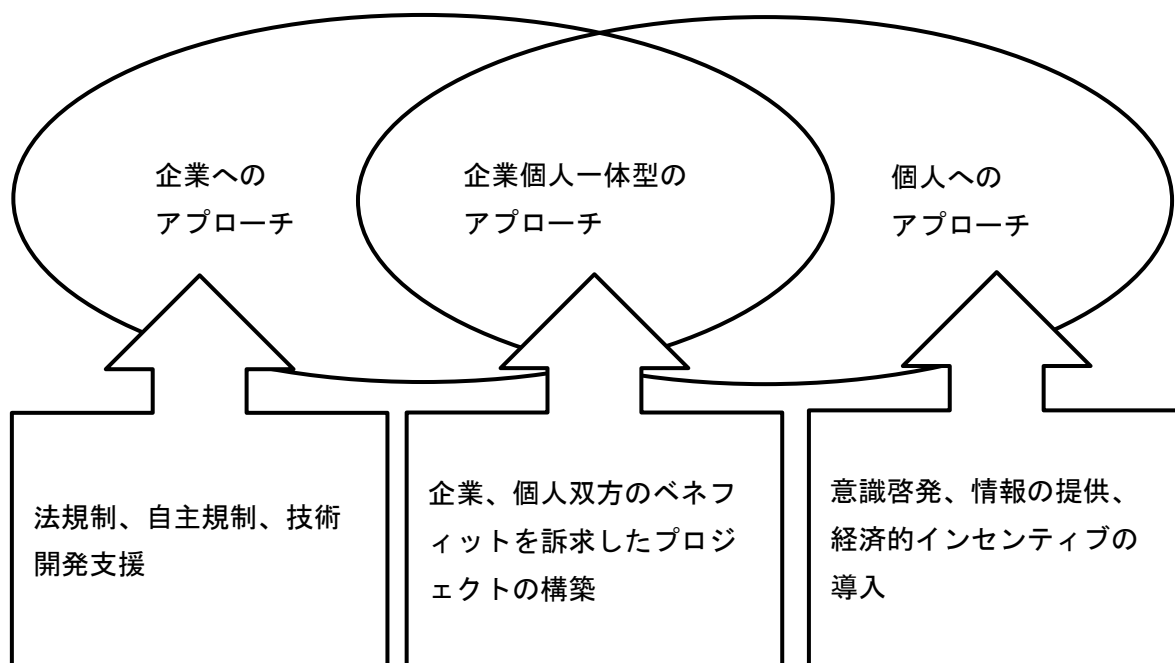 企業への
アプローチ
企業個人一体型の
アプローチ
個人への
アプローチ
法規制、自主規制、技術
開発支援
企業、個人双方のベネフ
ィットを訴求したプロジ
ェクトの構築
意識啓発、情報の提供、
経済的インセンティブの
導入